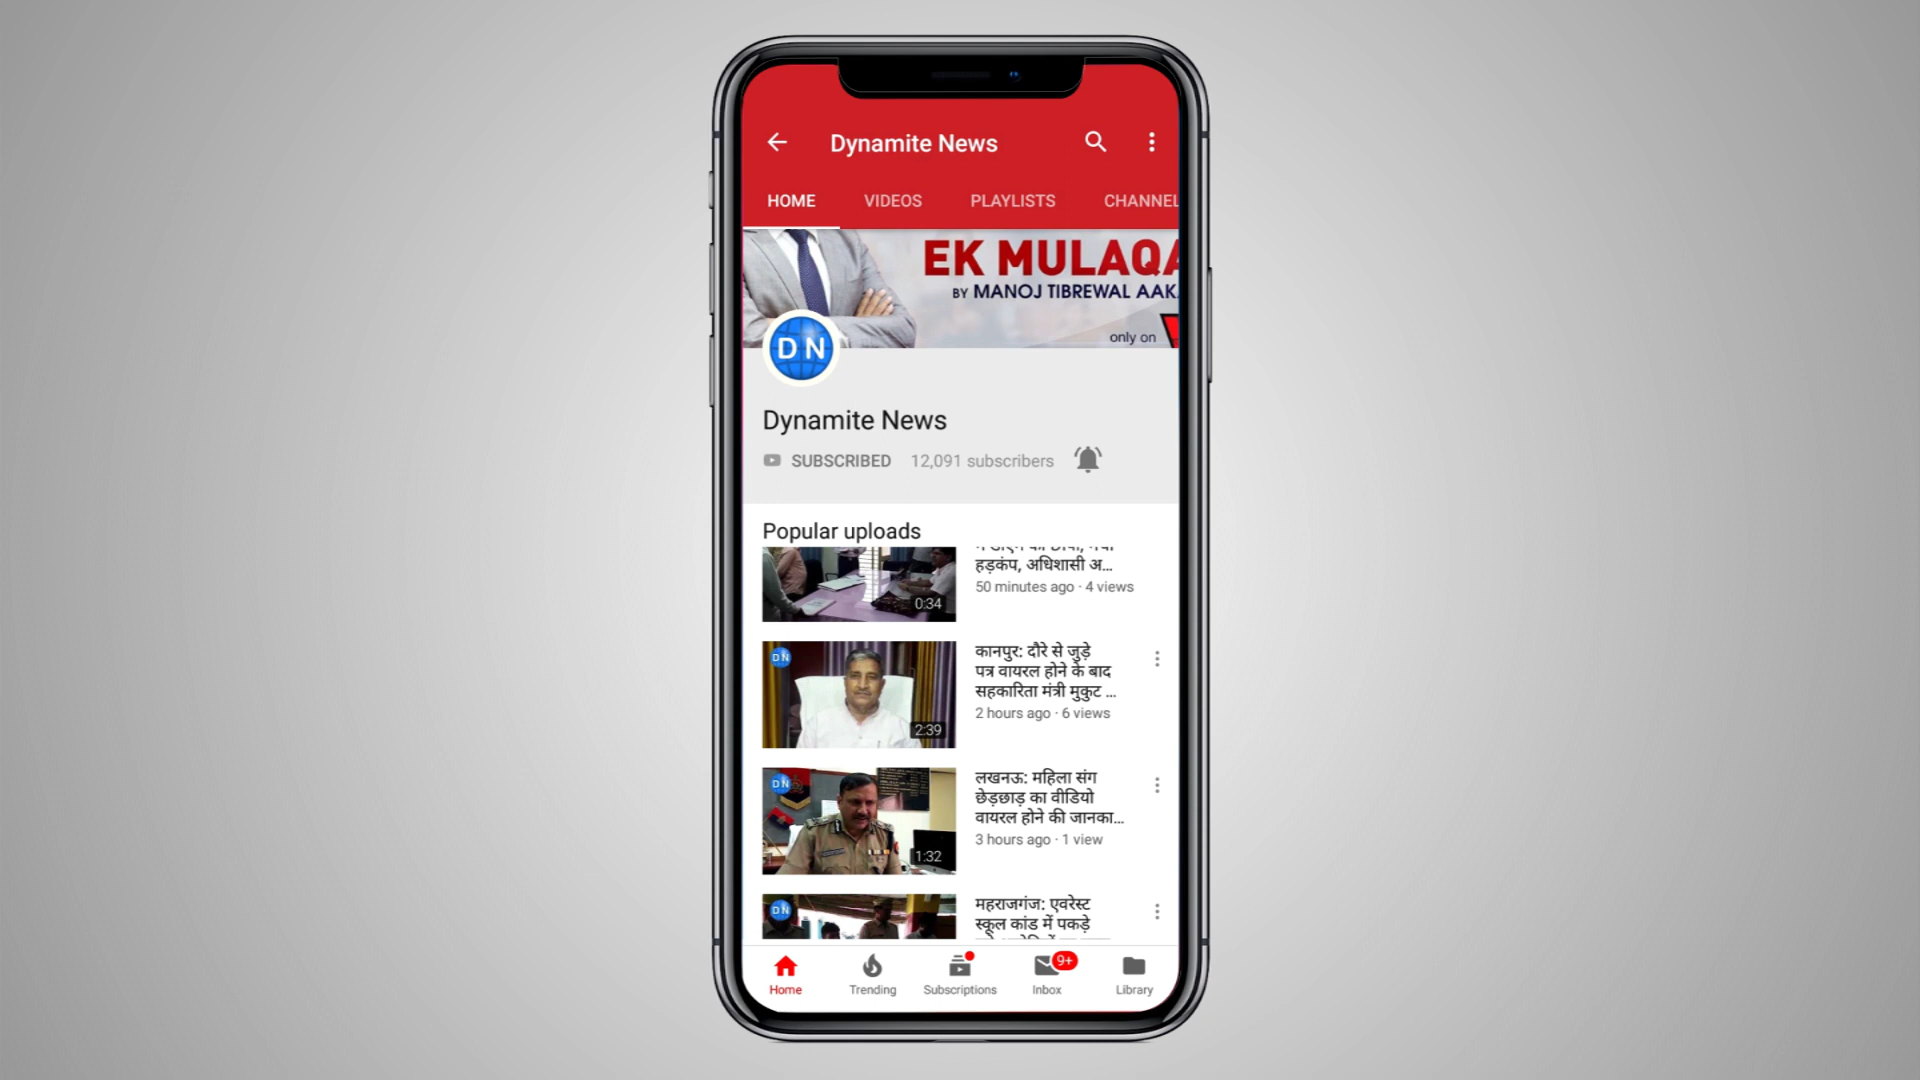 Dynamite News
HOME VIDEOS PLAYLISTS CHANNEL
EK MULAQA
BY MANOJ TIBREWAL AAK
only on
DN
Dynamite News
SUBSCRIBED 12,091 subscribers
Popular uploads
हड़कंप, अधिशासी अ...
50 minutes ago · 4 views
0:34
DN
कानपुर: दौरे से जुड़े
पत्र वायरल होने के बाद
सहकारिता मंत्री मुकुट ...
2 hours ago · 6 views
2:39
DN
लखनऊ: महिला संग
छेड़छाड़ का वीडियो
वायरल होने की जानका...
3 hours ago · 1 view
1:32
DN
महराजगंज: एवरेस्ट
स्कूल कांड में पकड़े
9+
Home Trending Subscriptions Inbox Library